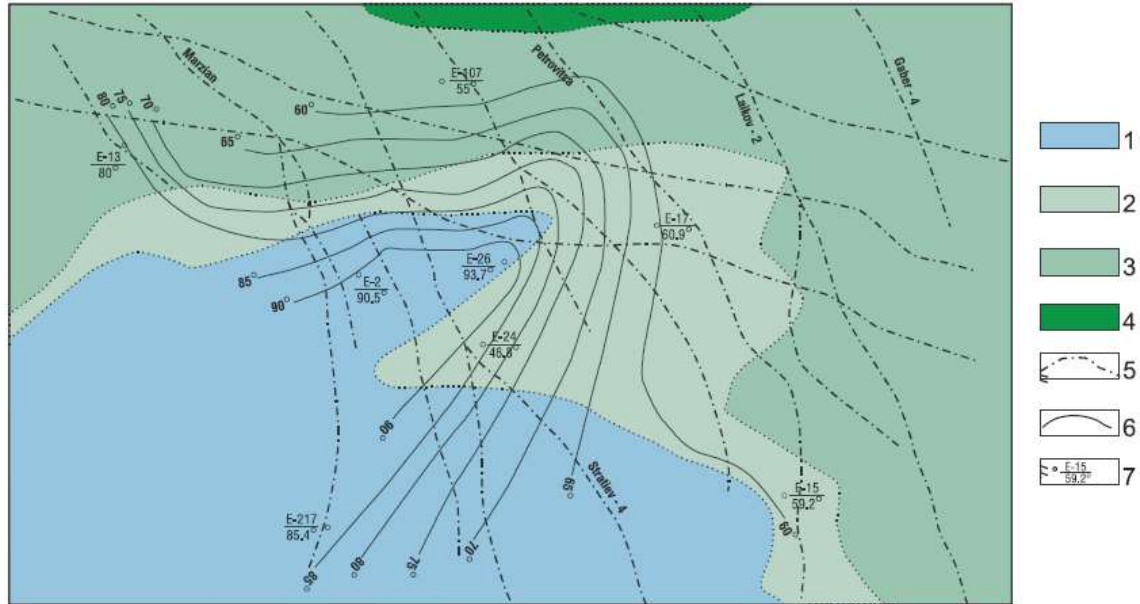 Marzian
Petrovitsa
Laikov - 2
Gaber - 4
E-107
55°
80°
75°
70°
60°
65°
E-13
80°
E-17
60.9°
E-26
93.7°
85°
E-2
90.5°
90°
E-24
46.8°
90
Stratiev - 4
65
E-15
59.2°
60°
E-217
85.4°
85
80
75
70
1
2
3
4
5
6
E-15
59.2°
7